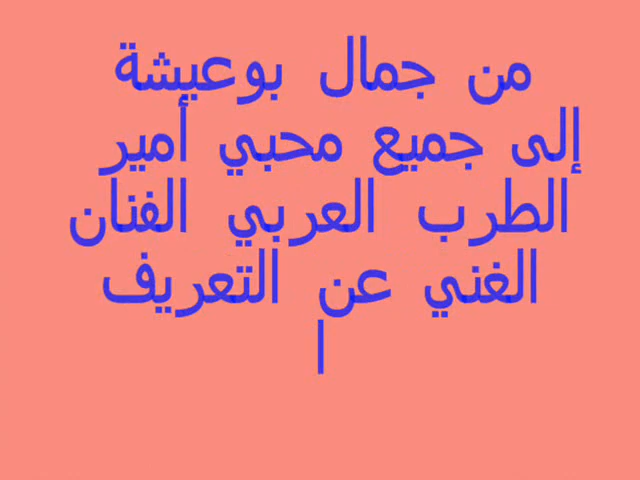 من جمال بوعيشة
إلى جميع محبي أمير
الطرب العربي الفنان
الغني عن التعريف
ا